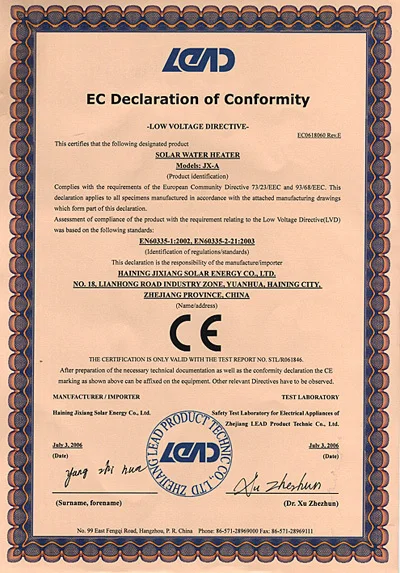 LEAD
EC Declaration of Conformity
-LOW VOLTAGE DIRECTIVE-
EC0618060 Rev.E
This certifies that the following designated product
SOLAR WATER HEATER
Models: JX-A
(Product identification)
Complies with the requirements of the European Community Directive 73/23/EEC and 93/68/EEC. This
declaration applies to all specimens manufactured in accordance with the attached manufacturing drawings
which form part of this declaration.
Assessment of compliance of the product with the requirement relating to the Low Voltage Directive(LVD)
was based on the following standards:
EN60335-1:2002, EN60335-2-21:2003
(Identification of regulations/standards)
This declaration is the responsibility of the manufacture/importer
HAINING JIXIANG SOLAR ENERGY CO., LTD.
NO. 18, LIANHONG ROAD INDUSTRY ZONE, YUANHUA, HAINING CITY,
ZHEJIANG PROVINCE, CHINA
(Name/address)
CE
THE CERTIFICATION IS ONLY VALID WITH THE TEST REPORT NO. STL/R061846.
After preparation of the necessary technical documentation as well as the conformity declaration the CE
marking as shown above can be affixed on the equipment. Other relevant Directives have to be observed.
MANUFACTURER / IMPORTER
TEST LABORATORY
Haining Jixiang Solar Energy Co., Ltd.
Safety Test Laboratory for Electrical Appliances of
Zhejiang LEAD Product Technic Co., Ltd.
ZHEJIANG LEAD PRODUCT TECHNIC CO., LTD
LEAD
July 3, 2006
July 3, 2006
(Date)
(Date)
yang shi hua
Xu Zhezhun
(Surname, forename)
(Dr. Xu Zhezhun)
No. 99 East Fengqi Road, Hangzhou, P. R. China Phone: 86-571-28969000 Fax: 86-571-28969111